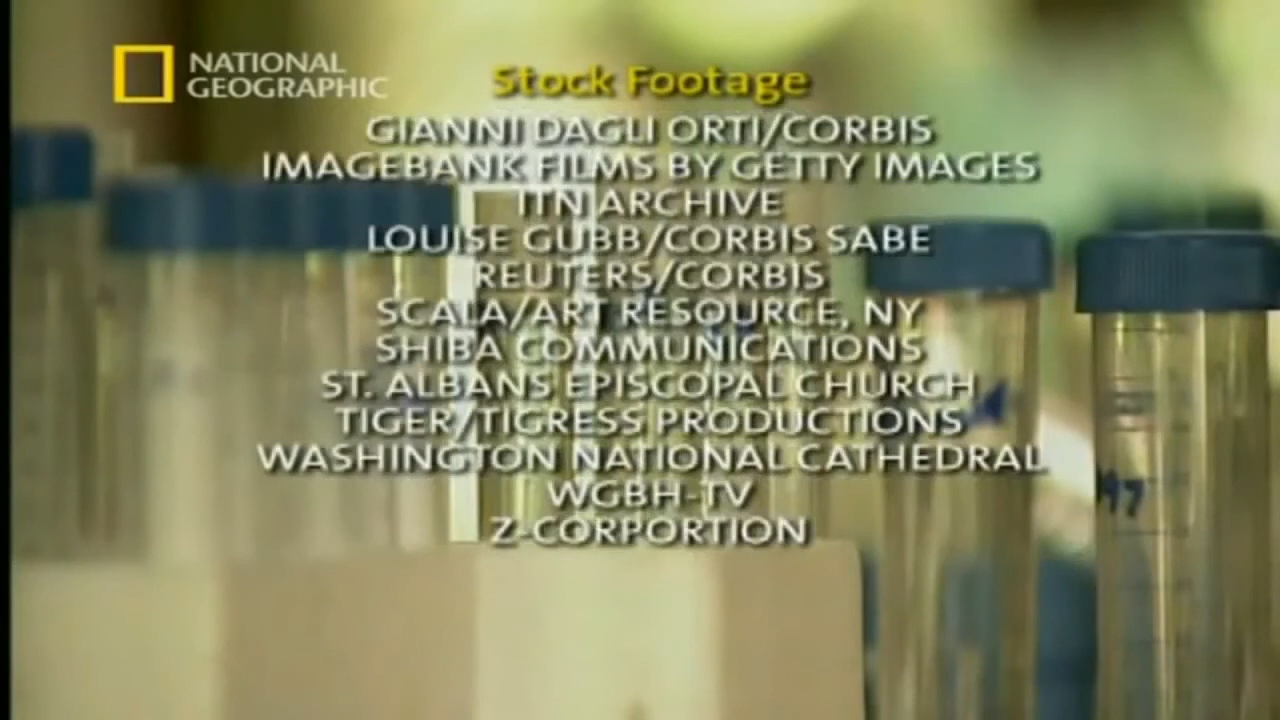 NATIONAL
GEOGRAPHIC
Stock Footage
GIANNI DAGLI ORTI/CORBIS
IMAGEBANK FILMS BY GETTY IMAGES
ITN ARCHIVE
LOUISE GUBB/CORBIS SABE
REUTERS/CORBIS
SCALA/ART RESOURCE, NY
SHIBA COMMUNICATIONS
ST. ALBANS EPISCOPAL CHURCH
TIGER/TIGRESS PRODUCTIONS
WASHINGTON NATIONAL CATHEDRAL
WGBH-TV
Z-CORPORTION